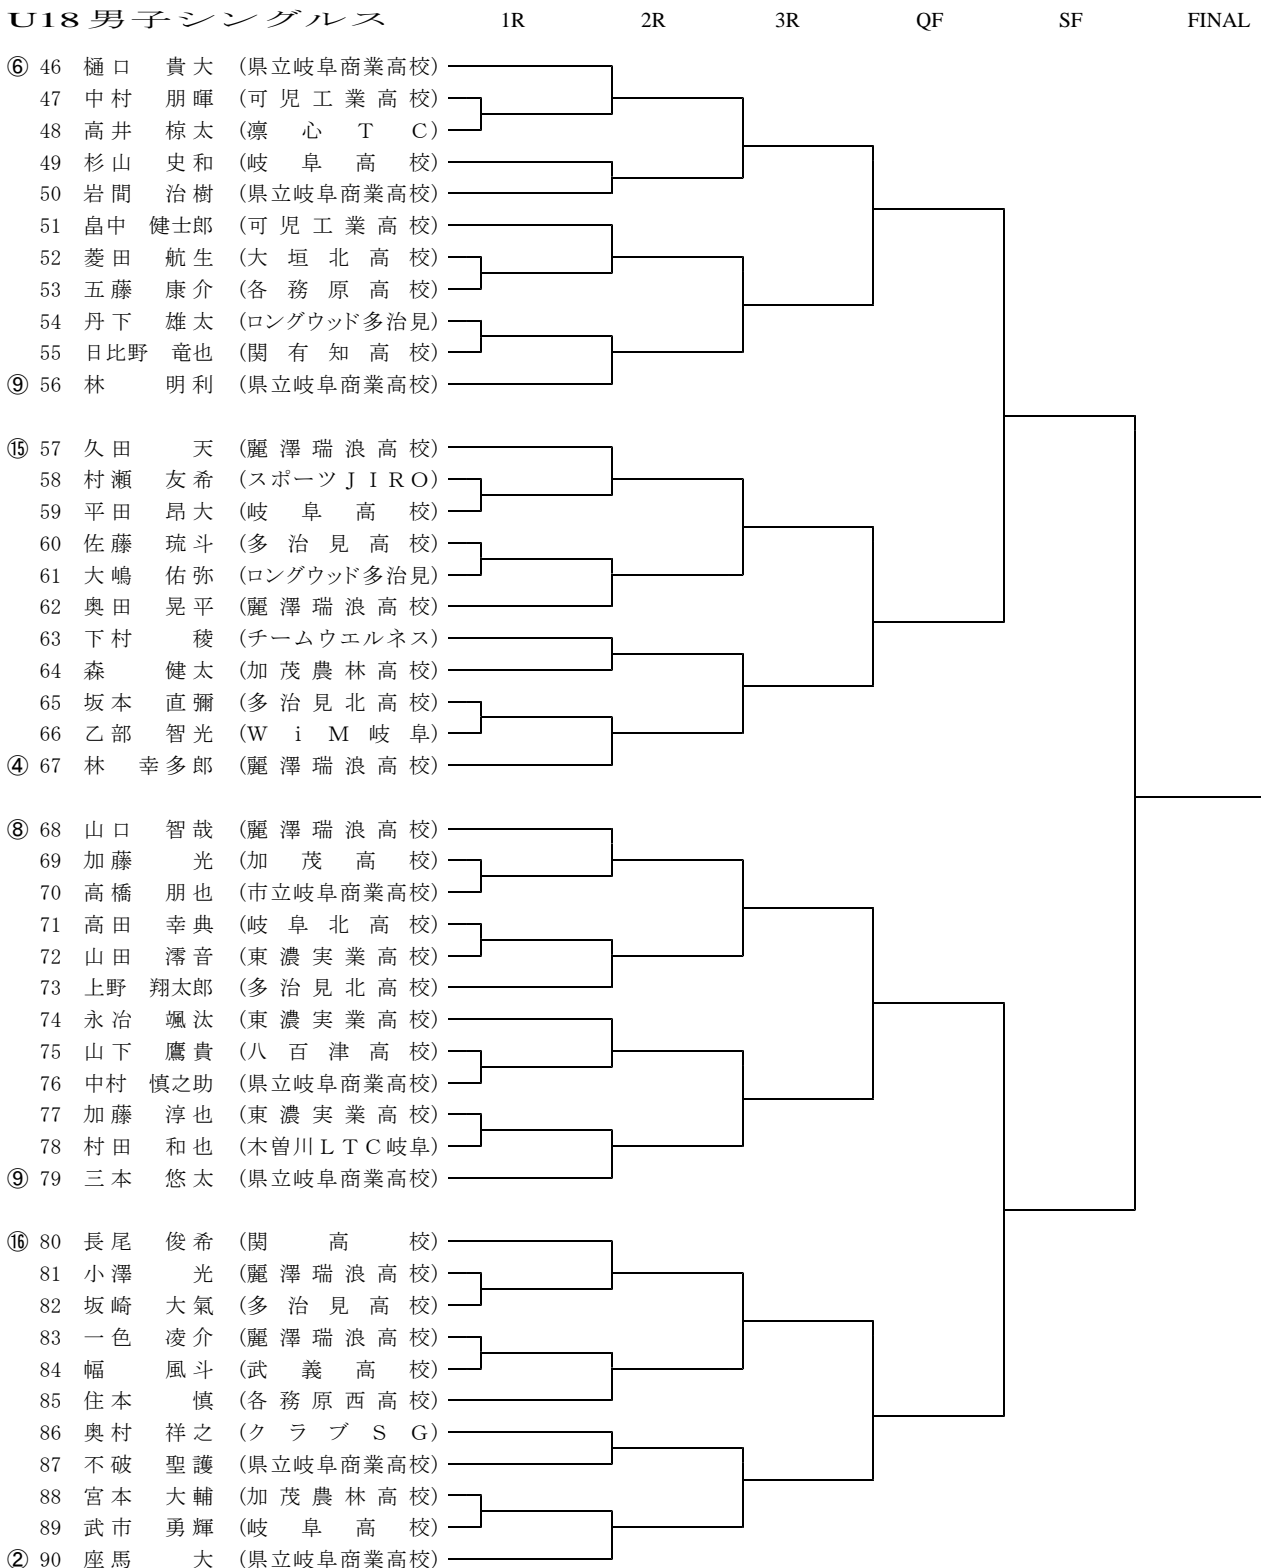 U18男子シングルス 1R 2R 3R QF SF FINAL
⑥ 46 樋口 貴大 (県立岐阜商業高校)
47 中村 朋暉 (可児工業高校)
48 高井 椋太 (凛心TC)
49 杉山 史和 (岐阜高校)
50 岩間 治樹 (県立岐阜商業高校)
51 畠中 健士郎 (可児工業高校)
52 菱田 航生 (大垣北高校)
53 五藤 康介 (各務原高校)
54 丹下 雄太 (ロングウッド多治見)
55 日比野 竜也 (関有知高校)
⑨ 56 林 明利 (県立岐阜商業高校)
⑮ 57 久田 天 (麗澤瑞浪高校)
58 村瀬 友希 (スポーツJIRO)
59 平田 昂大 (岐阜高校)
60 佐藤 琉斗 (多治見高校)
61 大嶋 佑弥 (ロングウッド多治見)
62 奥田 晃平 (麗澤瑞浪高校)
63 下村 稜 (チームウエルネス)
64 森 健太 (加茂農林高校)
65 坂本 直彌 (多治見北高校)
66 乙部 智光 (WiM岐阜)
④ 67 林 幸多郎 (麗澤瑞浪高校)
⑧ 68 山口 智哉 (麗澤瑞浪高校)
69 加藤 光 (加茂高校)
70 高橋 朋也 (市立岐阜商業高校)
71 高田 幸典 (岐阜北高校)
72 山田 澪音 (東濃実業高校)
73 上野 翔太郎 (多治見北高校)
74 永冶 颯汰 (東濃実業高校)
75 山下 鷹貴 (八百津高校)
76 中村 慎之助 (県立岐阜商業高校)
77 加藤 淳也 (東濃実業高校)
78 村田 和也 (木曽川LTC岐阜)
⑨ 79 三本 悠太 (県立岐阜商業高校)
⑯ 80 長尾 俊希 (関高校)
81 小澤 光 (麗澤瑞浪高校)
82 坂崎 大氣 (多治見高校)
83 一色 凌介 (麗澤瑞浪高校)
84 幅 風斗 (武義高校)
85 住本 慎 (各務原西高校)
86 奥村 祥之 (クラブSG)
87 不破 聖護 (県立岐阜商業高校)
88 宮本 大輔 (加茂農林高校)
89 武市 勇輝 (岐阜高校)
② 90 座馬 大 (県立岐阜商業高校)